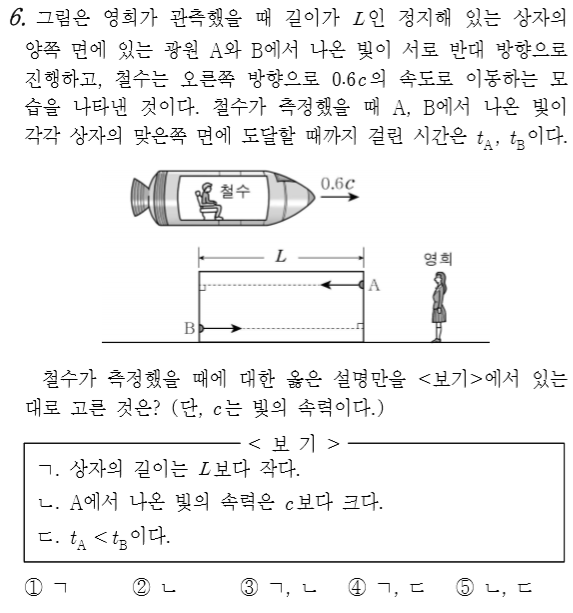 6. 그림은 영희가 관측했을 때 길이가 L인 정지해 있는 상자의
양쪽 면에 있는 광원 A와 B에서 나온 빛이 서로 반대 방향으로
진행하고, 철수는 오른쪽 방향으로 0.6c의 속도로 이동하는 모
습을 나타낸 것이다. 철수가 측정했을 때 A, B에서 나온 빛이
각각 상자의 맞은쪽 면에 도달할 때까지 걸린 시간은 tA, tB이다.
철수
0.6c
L
영희
A
B
철수가 측정했을 때에 대한 옳은 설명만을 <보기>에서 있는
대로 고른 것은? (단, c는 빛의 속력이다.)
< 보 기 >
ㄱ. 상자의 길이는 L보다 작다.
ㄴ. A에서 나온 빛의 속력은 c보다 크다.
ㄷ. tA < tB이다.
① ㄱ ② ㄴ ③ ㄱ, ㄴ ④ ㄱ, ㄷ ⑤ ㄴ, ㄷ